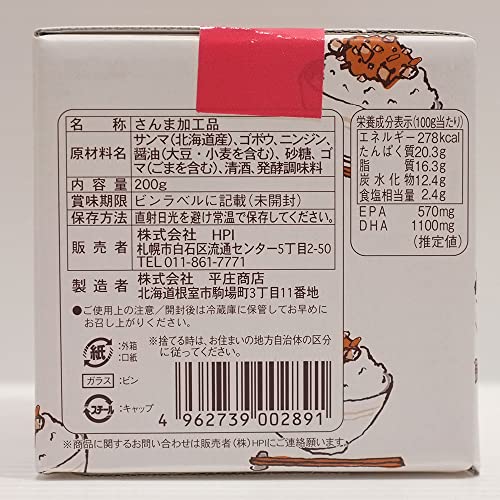 名　称 さんま加工品
原材料名 サンマ(北海道産)、ゴボウ、ニンジン、
醤油(大豆・小麦を含む)、砂糖、ゴ
マ(ごまを含む)、清酒、発酵調味料
内 容 量 200g
賞味期限 ビンラベルに記載(未開封)
保存方法 直射日光を避け常温で保存してください。
販 売 者 株式会社　HPI
札幌市白石区流通センター5丁目2-50
TEL 011-861-7771
製 造 者 株式会社　平庄商店
北海道根室市駒場町3丁目11番地
●ご使用上の注意／開封後は冷蔵庫に保管してお早めに
お召し上がりください。
栄養成分表示(100g当たり)
エネルギー 278kcal
たんぱく質 20.3g
脂　質 16.3g
炭水化物 12.4g
食塩相当量 2.4g
EPA 570mg
DHA 1100mg
(推定値)
紙 :外箱
:口紙
ガラス :ビン
スチール :キャップ
※捨てる時は、お住まいの地方自治体の区分
に従ってください。
4 962739 002891
※商品に関するお問い合わせは販売者(株)HPIにご連絡願います。